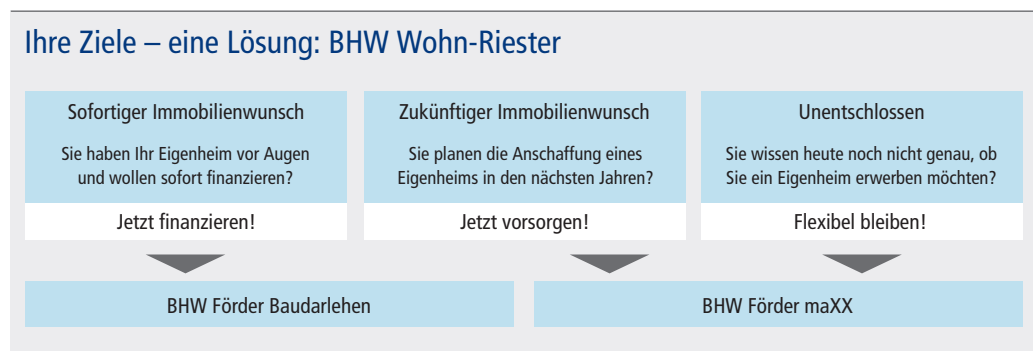 Ihre Ziele – eine Lösung: BHW Wohn-Riester
Sofortiger Immobilienwunsch
Sie haben Ihr Eigenheim vor Augen
und wollen sofort finanzieren?
Jetzt finanzieren!
Zukünftiger Immobilienwunsch
Sie planen die Anschaffung eines
Eigenheims in den nächsten Jahren?
Jetzt vorsorgen!
Unentschlossen
Sie wissen heute noch nicht genau, ob
Sie ein Eigenheim erwerben möchten?
Flexibel bleiben!
BHW Förder Baudarlehen
BHW Förder maXX